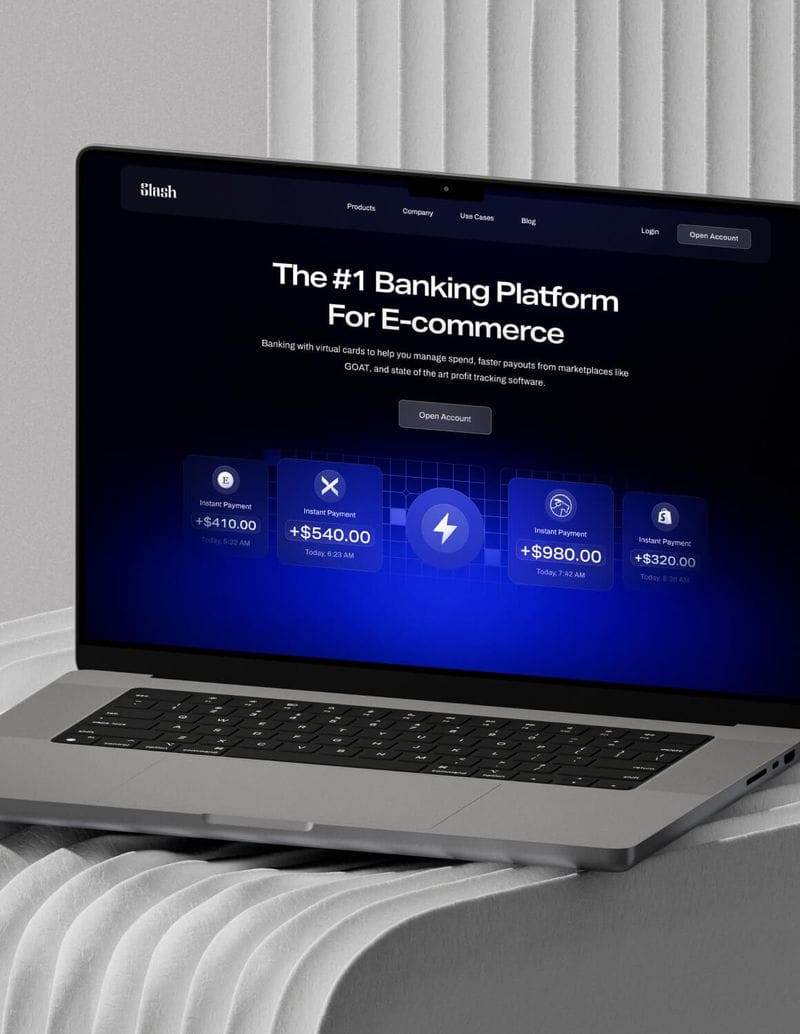 Slash
Products
Company
Use Cases
Blog
Login
Open Account
The #1 Banking Platform
For E-commerce
Banking with virtual cards to help you manage spend, faster payouts from marketplaces like
GOAT, and state of the art profit tracking software.
Open Account
E
Instant Payment
+$410.00
Today, 5:32 AM
Instant Payment
+$540.00
Today, 6:23 AM
Instant Payment
+$980.00
Today, 7:42 AM
Instant Payment
+$320.00
Today, 8:36 AM